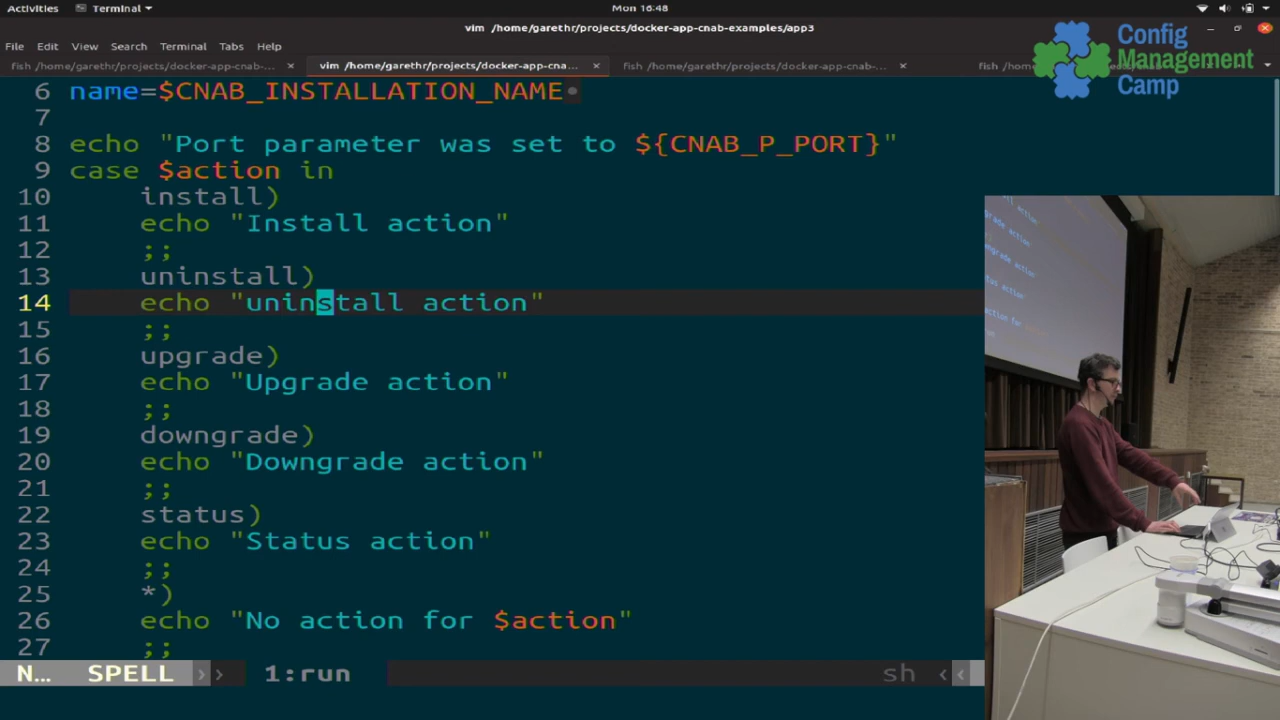 Activities Terminal Mon 16:48
vim /home/garethr/projects/docker-app-cnab-examples/app3
File Edit View Search Terminal Tabs Help
fish /home/garethr/projects/docker-app-cnab-... × vim /home/garethr/projects/docker-app-cna... × fish /home/garethr/projects/docker-app-cnab-... × fish /ho
Config
Management
Camp
6 name=$CNAB_INSTALLATION_NAME
7
8 echo "Port parameter was set to ${CNAB_P_PORT}"
9 case $action in
10 install)
11 echo "Install action"
12 ;;
13 uninstall)
14 echo "uninstall action"
15 ;;
16 upgrade)
17 echo "Upgrade action"
18 ;;
19 downgrade)
20 echo "Downgrade action"
21 ;;
22 status)
23 echo "Status action"
24 ;;
25 *)
26 echo "No action for $action"
27 ;;
N... SPELL 1:run sh